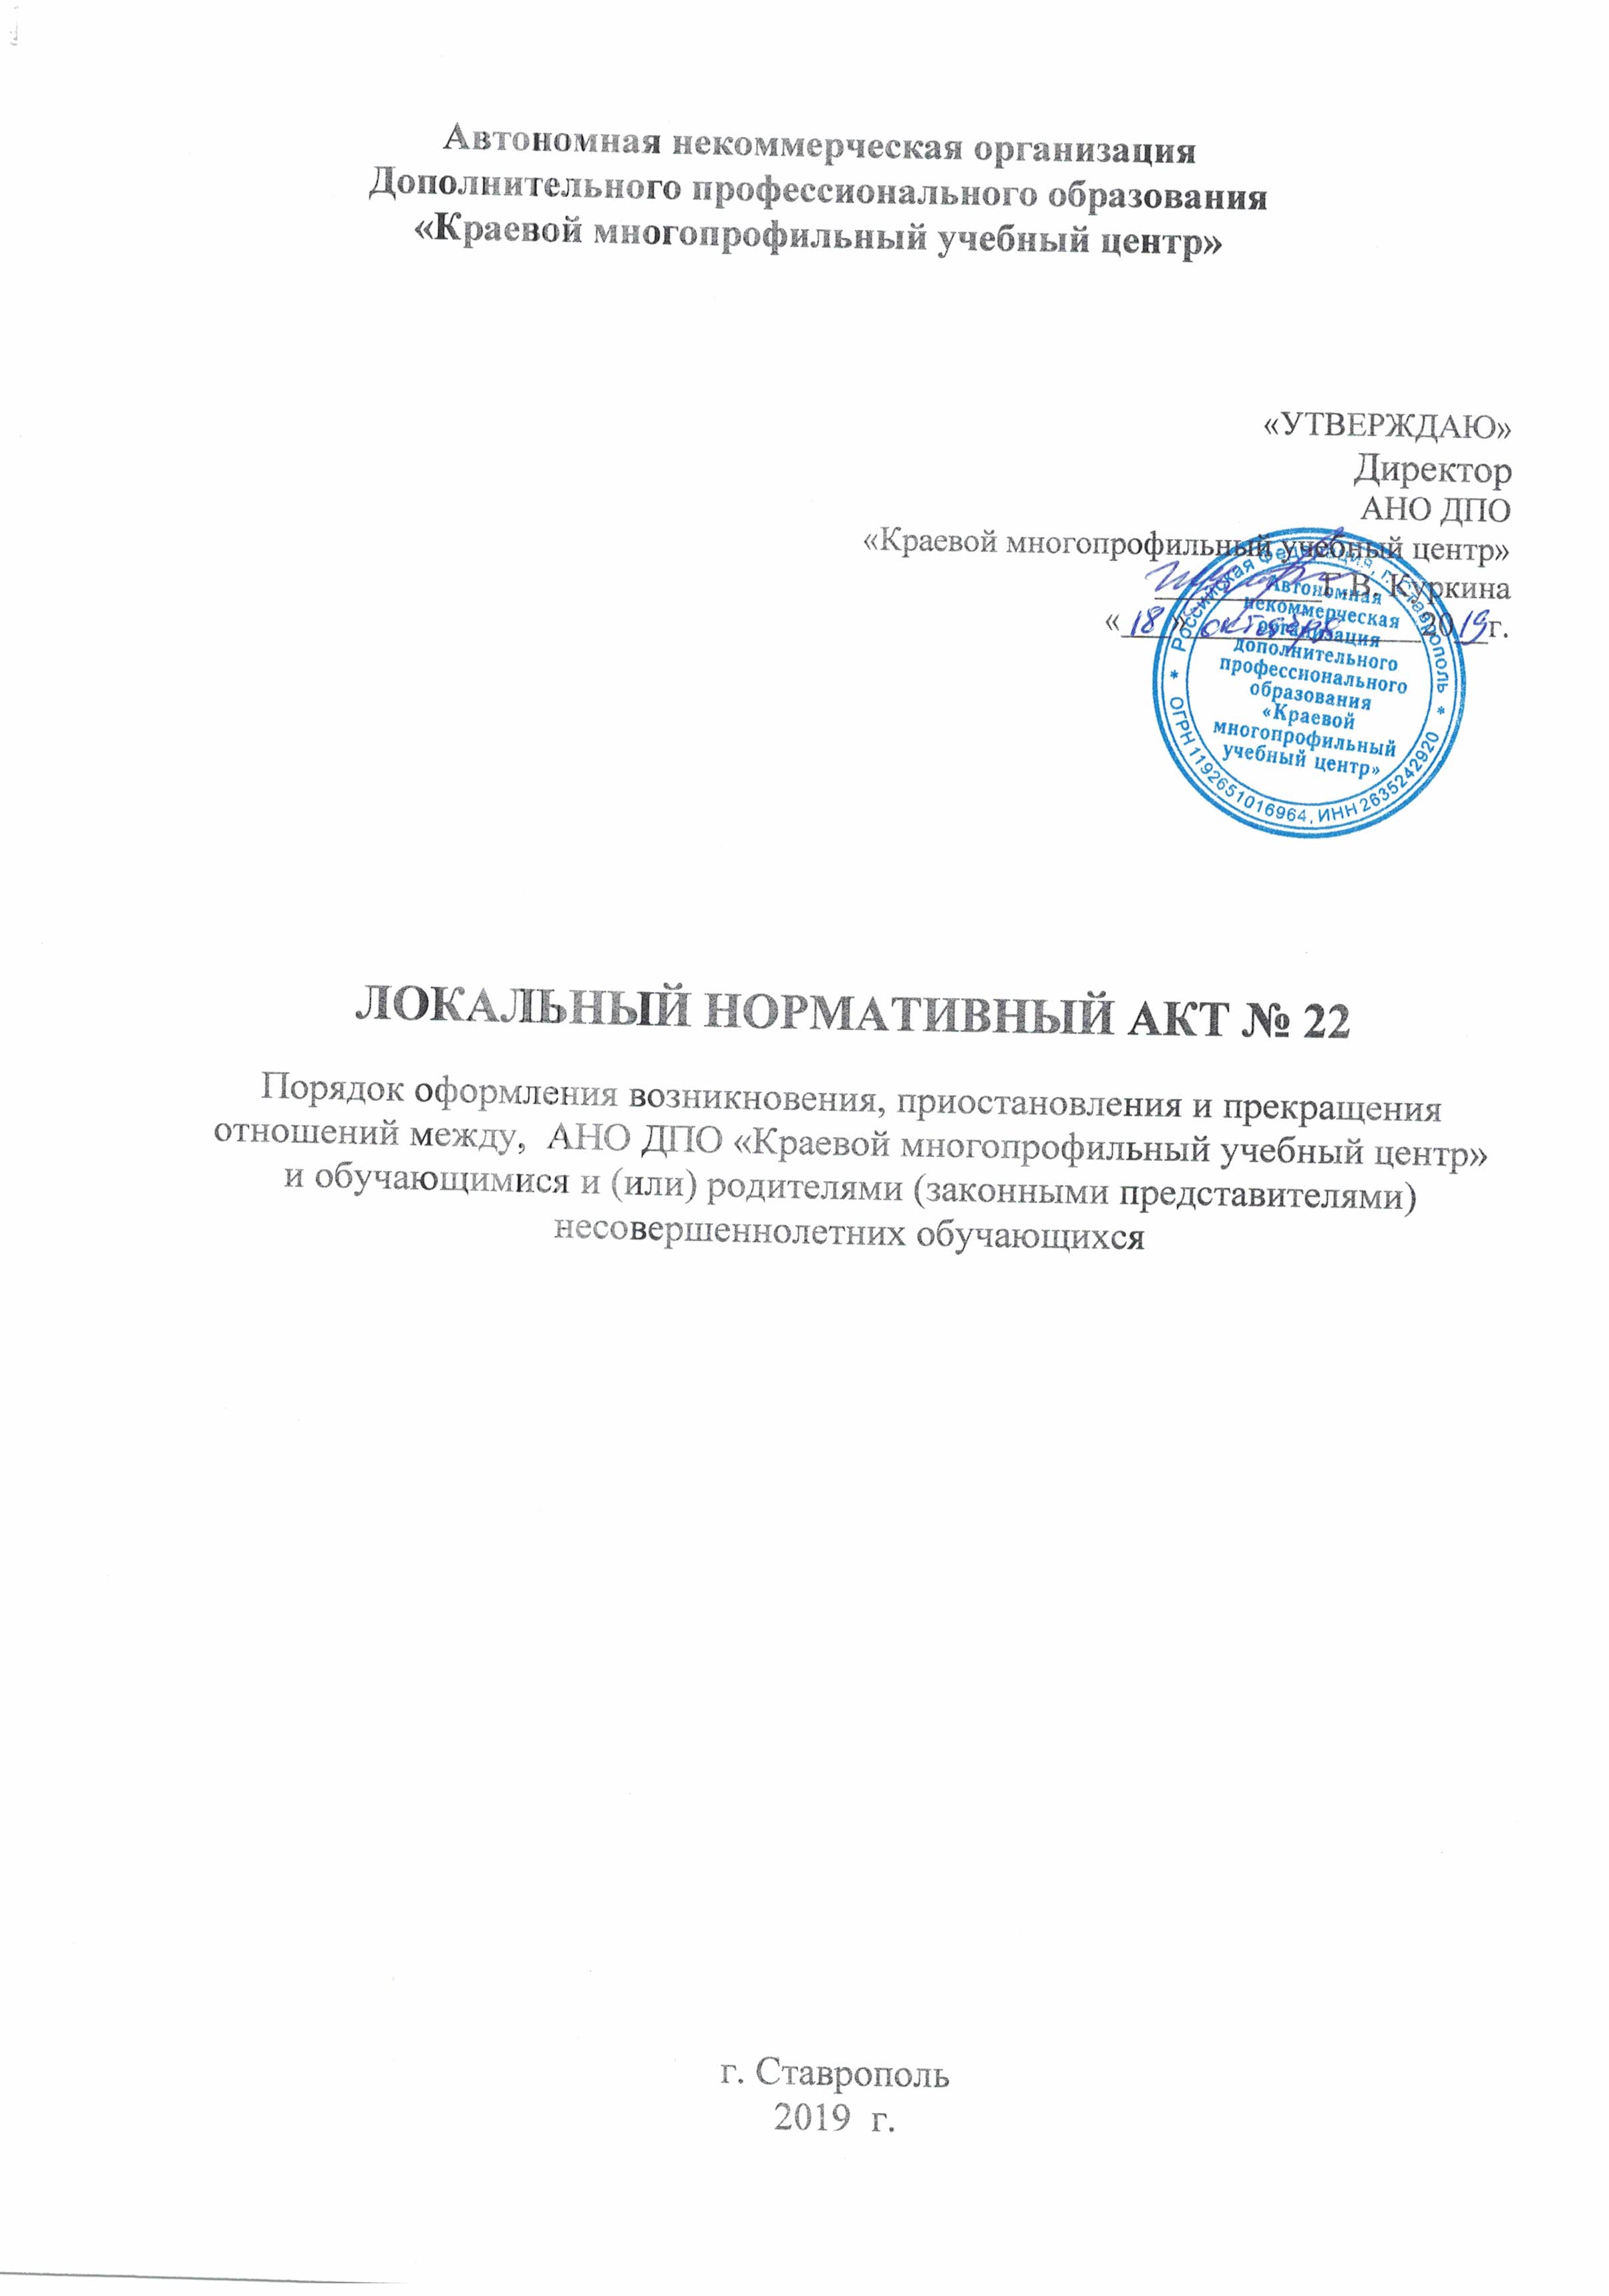 Автономная некоммерческая организация
Дополнительного профессионального образования
«Краевой многопрофильный учебный центр»
«УТВЕРЖДАЮ»
Директор
АНО ДПО
«Краевой многопрофильный учебный центр»
Г.В. Куркина
«18» октября 2019г.
Российская Федерация, г. Ставрополь
Автономная
некоммерческая
организация
дополнительного
профессионального
образования
«Краевой
многопрофильный
учебный центр»
* ОГРН 1192651016964, ИНН 2635242920 *
ЛОКАЛЬНЫЙ НОРМАТИВНЫЙ АКТ № 22
Порядок оформления возникновения, приостановления и прекращения
отношений между,  АНО ДПО «Краевой многопрофильный учебный центр»
и обучающимися и (или) родителями (законными представителями)
несовершеннолетних обучающихся
г. Ставрополь
2019  г.